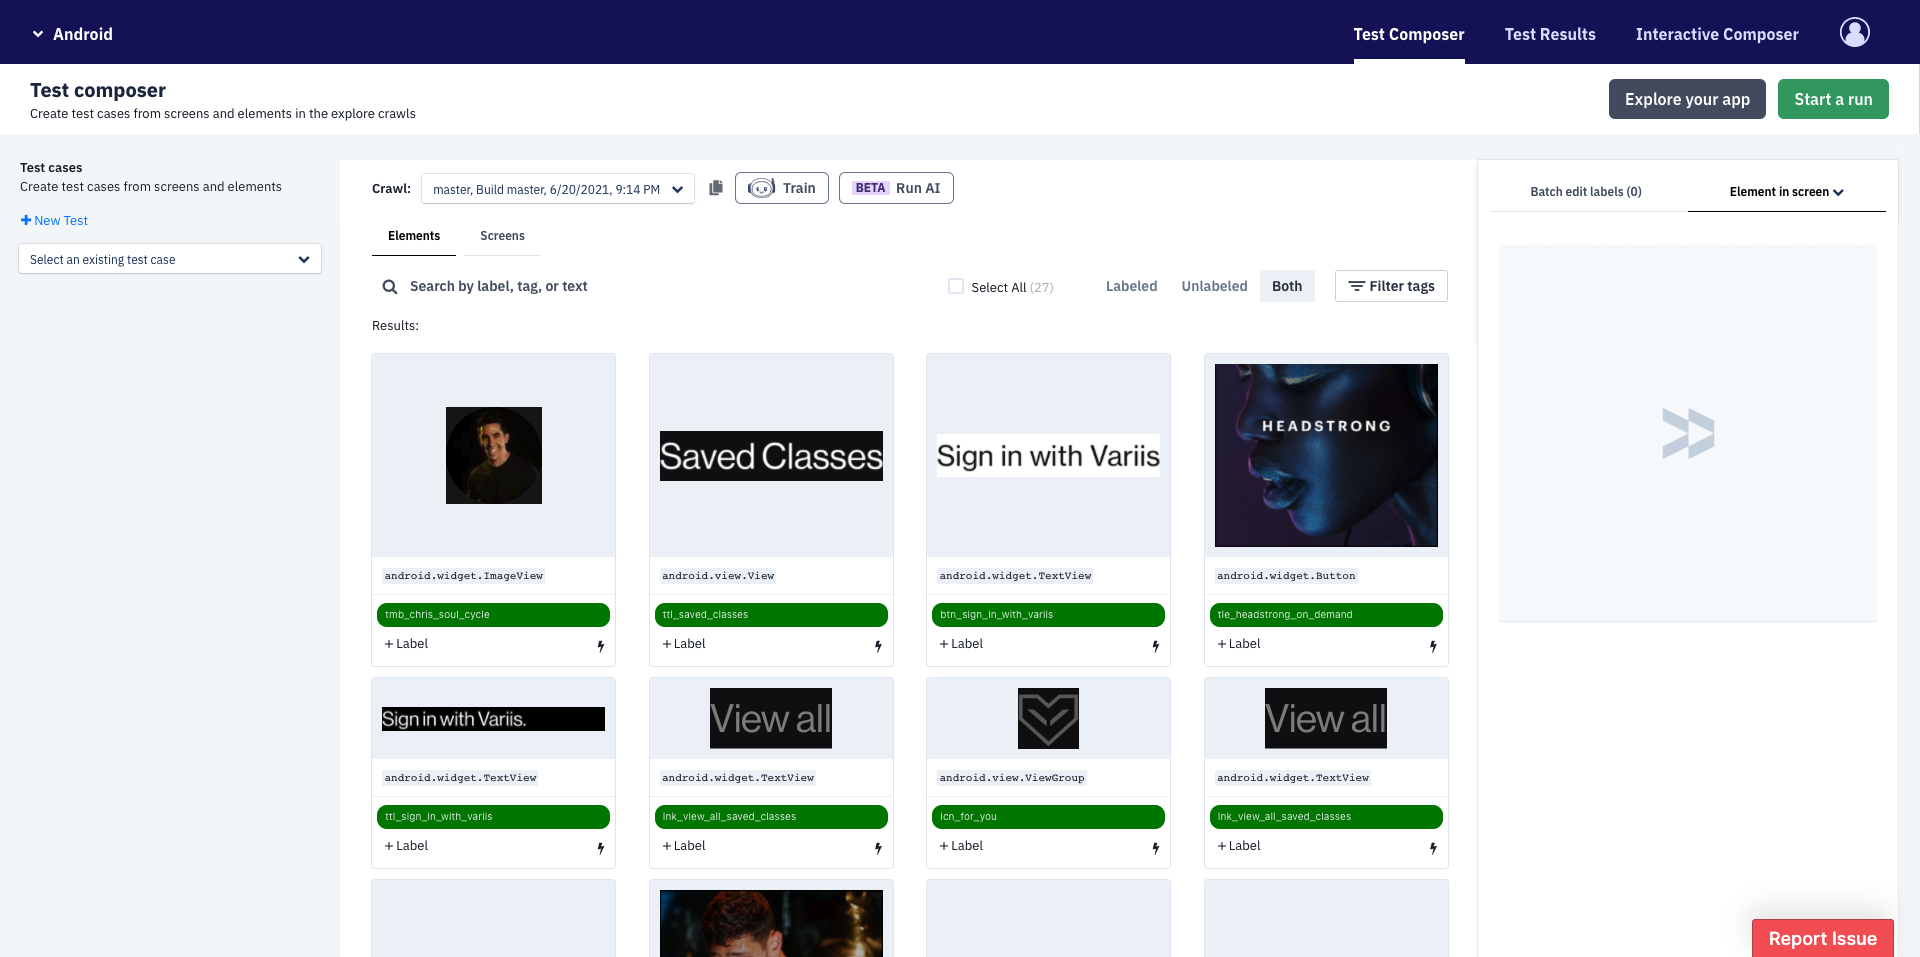 Android
Test Composer
Test Results
Interactive Composer
Test composer
Create test cases from screens and elements in the explore crawls
Explore your app
Start a run
Test cases
Create test cases from screens and elements
New Test
Select an existing test case
Crawl:
master, Build master, 6/20/2021, 9:14 PM
Train
BETA Run AI
Batch edit labels (0)
Element in screen
Elements
Screens
Search by label, tag, or text
Select All (27)
Labeled
Unlabeled
Both
Filter tags
Results:
Saved Classes
Sign in with Variis
HEADSTRONG
android.widget.ImageView
android.view.View
android.widget.TextView
android.widget.Button
tmb_chris_soul_cycle
ttl_saved_classes
btn_sign_in_with_variis
tle_headstrong_on_demand
+ Label
+ Label
+ Label
+ Label
Sign in with Variis.
View all
View all
android.widget.TextView
android.widget.TextView
android.view.ViewGroup
android.widget.TextView
ttl_sign_in_with_variis
lnk_view_all_saved_classes
icn_for_you
lnk_view_all_saved_classes
+ Label
+ Label
+ Label
+ Label
Report Issue